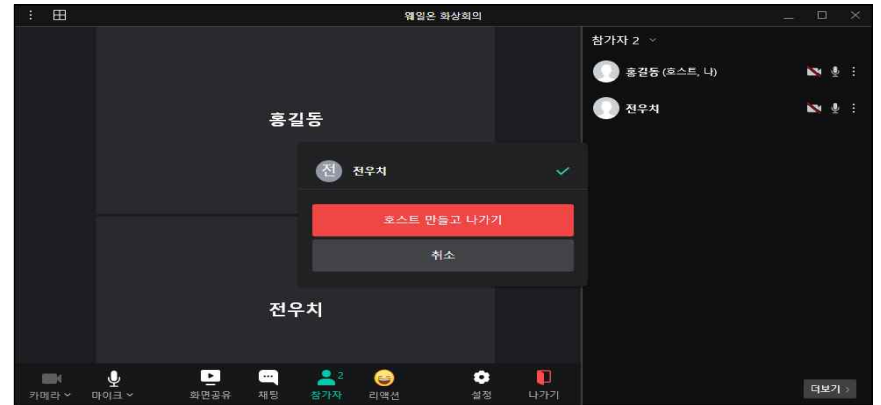 웨일온 화상회의
참가자 2
홍길동 (호스트, 나)
전우치
홍길동
전 전우치
호스트 만들고 나가기
취소
전우치
카메라 마이크 화면공유 채팅 참가자 2 리액션 설정 나가기
더보기